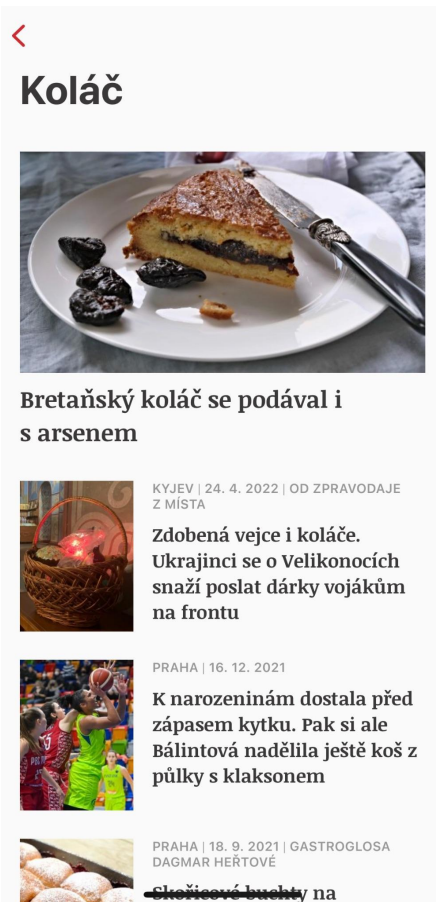 Koláč
Bretaňský koláč se podával i
s arsenem
KYJEV | 24. 4. 2022 | OD ZPRAVODAJE
Z MÍSTA
Zdobená vejce i koláče.
Ukrajinci se o Velikonocích
snaží poslat dárky vojákům
na frontu
PRAHA | 16. 12. 2021
K narozeninám dostala před
zápasem kytku. Pak si ale
Bálintová nadělila ještě koš z
půlky s klaksonem
PRAHA | 18. 9. 2021 | GASTROGLOSA
DAGMAR HEŘTOVÉ
Skořicové buchty na